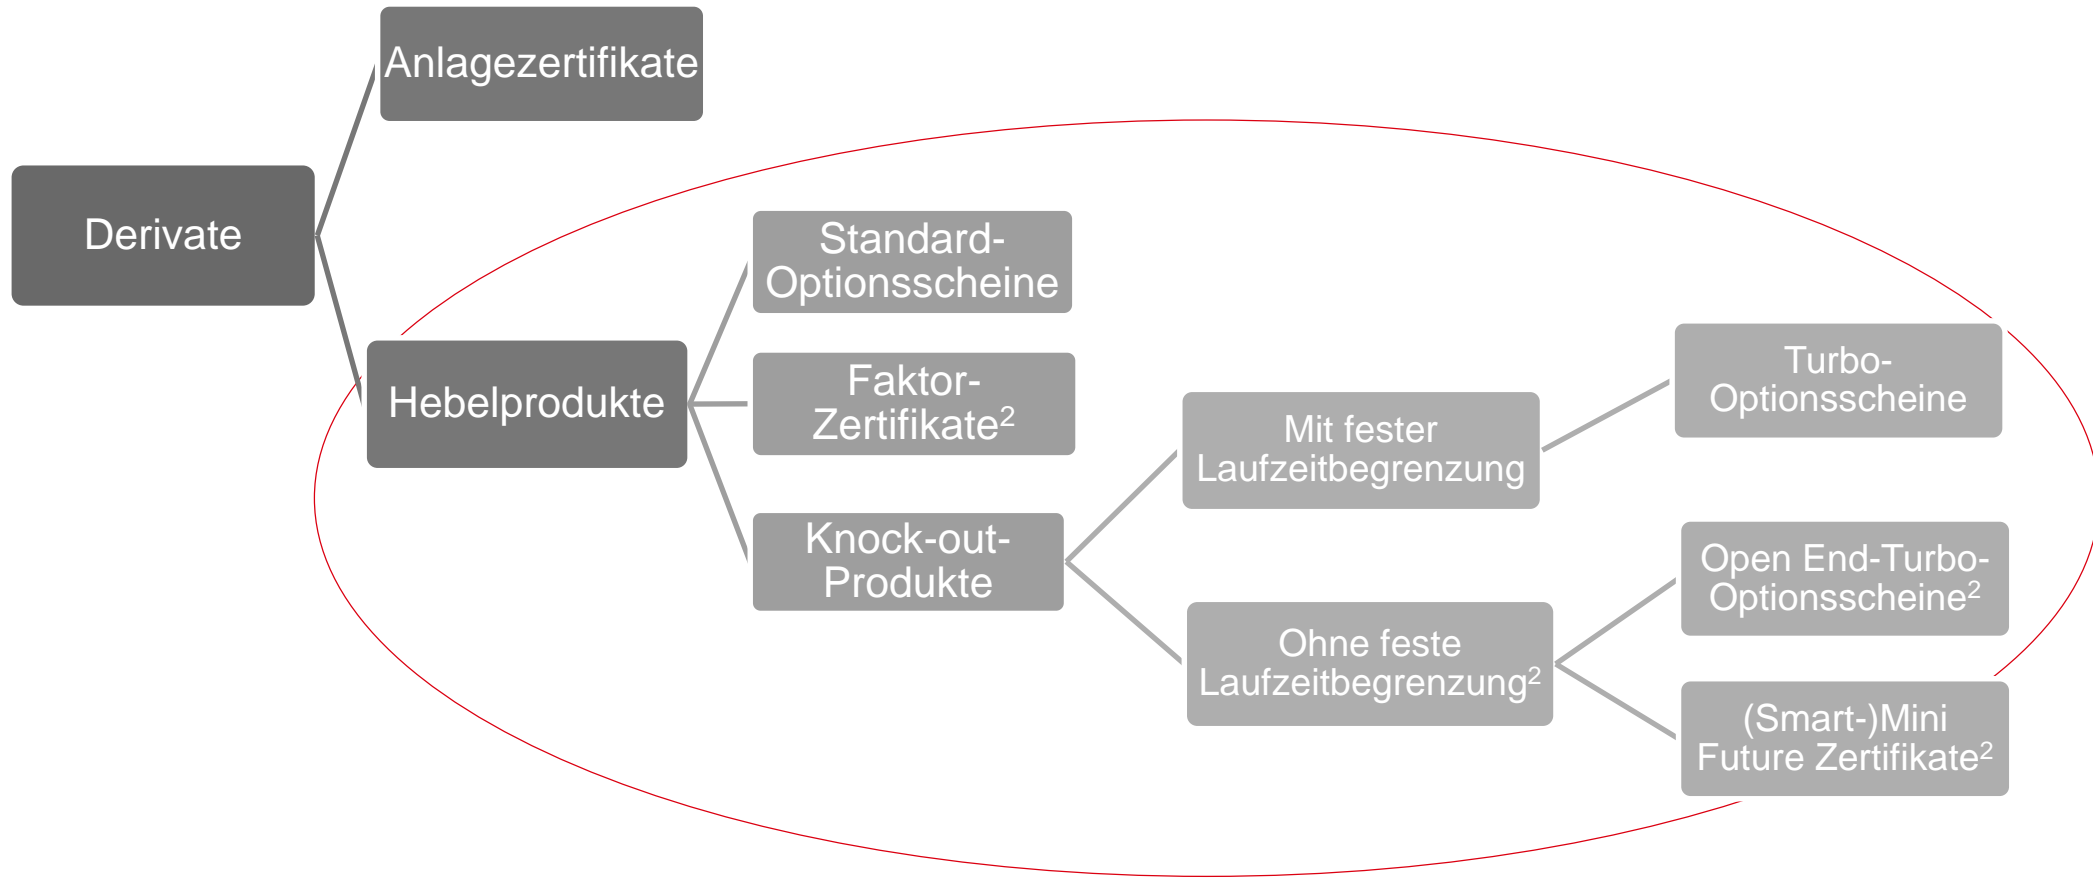 Anlagezertifikate
Derivate
Hebelprodukte
Standard-
Optionsscheine
Faktor-
Zertifikate²
Knock-out-
Produkte
Mit fester
Laufzeitbegrenzung
Ohne feste
Laufzeitbegrenzung²
Turbo-
Optionsscheine
Open End-Turbo-
Optionsscheine²
(Smart-)Mini
Future Zertifikate²